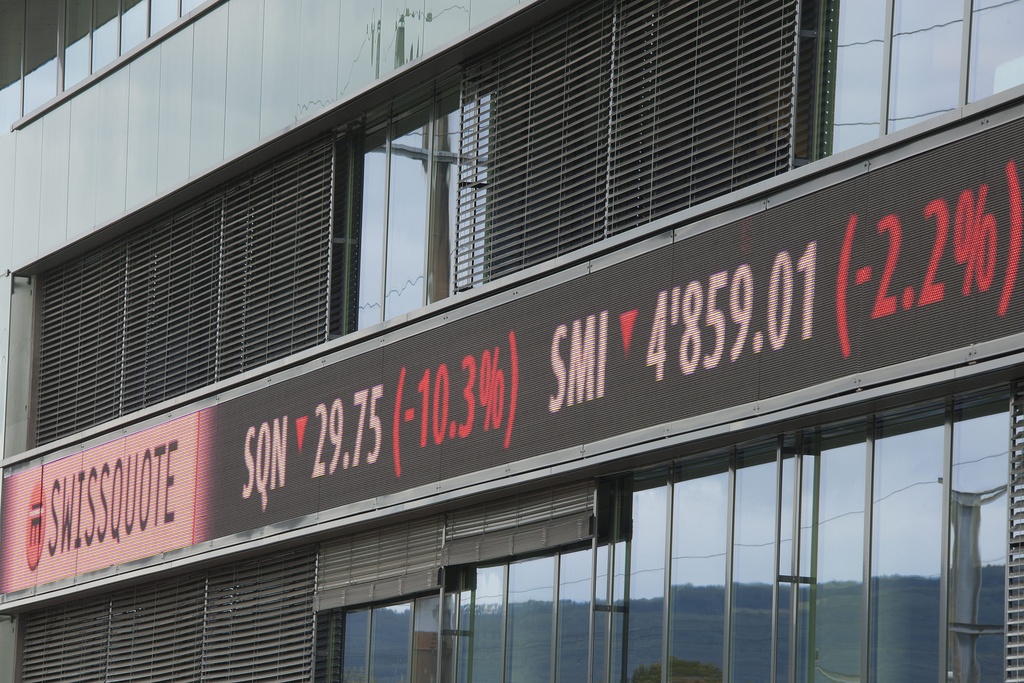 SWISSQUOTE SQN ▼ 29.75 (-10.3%) SMI ▼ 4'859.01 (-2.2%)